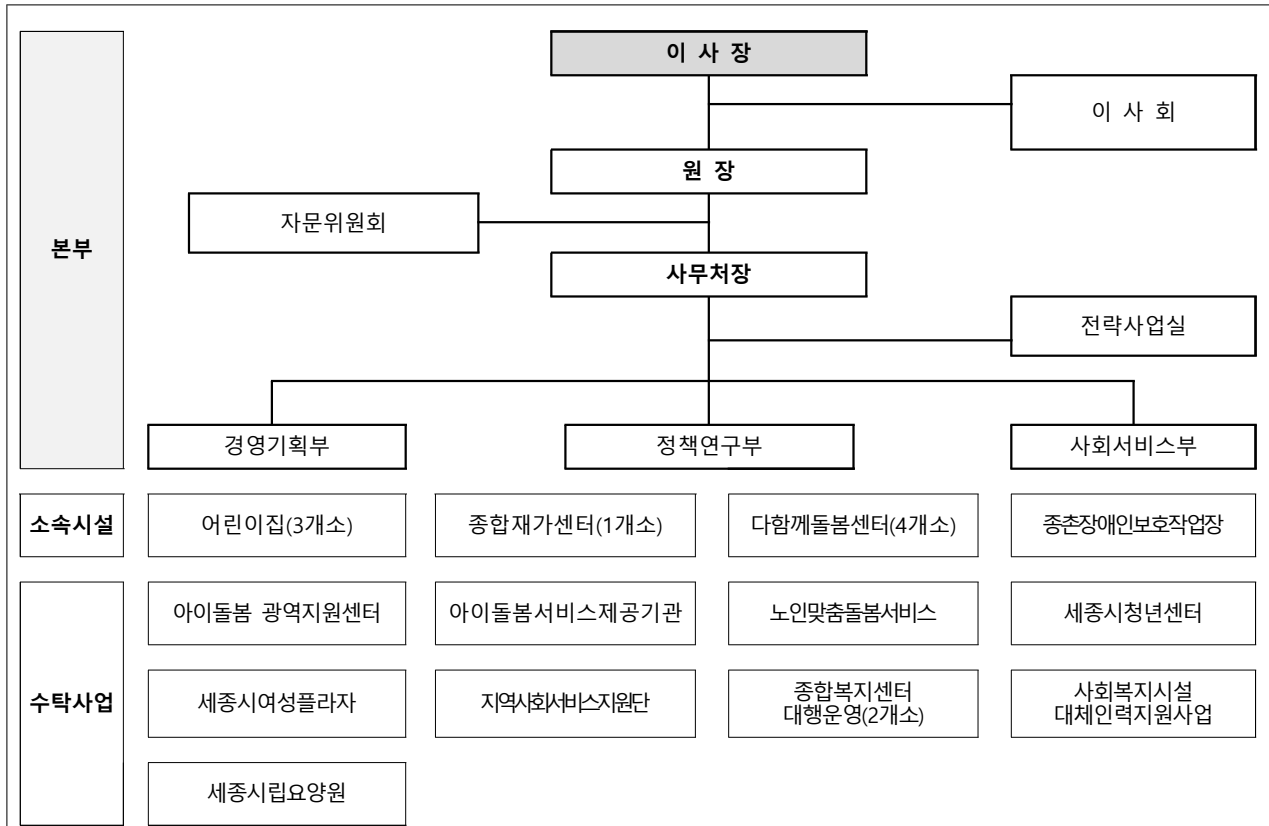 이 사 장
이 사 회
원 장
자문위원회
본부
사무처장
전략사업실
경영기획부
정책연구부
사회서비스부
소속시설
어린이집(3개소)
종합재가센터(1개소)
다함께돌봄센터(4개소)
종촌장애인보호작업장
수탁사업
아이돌봄 광역지원센터
아이돌봄서비스제공기관
노인맞춤돌봄서비스
세종시청년센터
세종시여성플라자
지역사회서비스지원단
종합복지센터
대행운영(2개소)
사회복지시설
대체인력지원사업
세종시립요양원